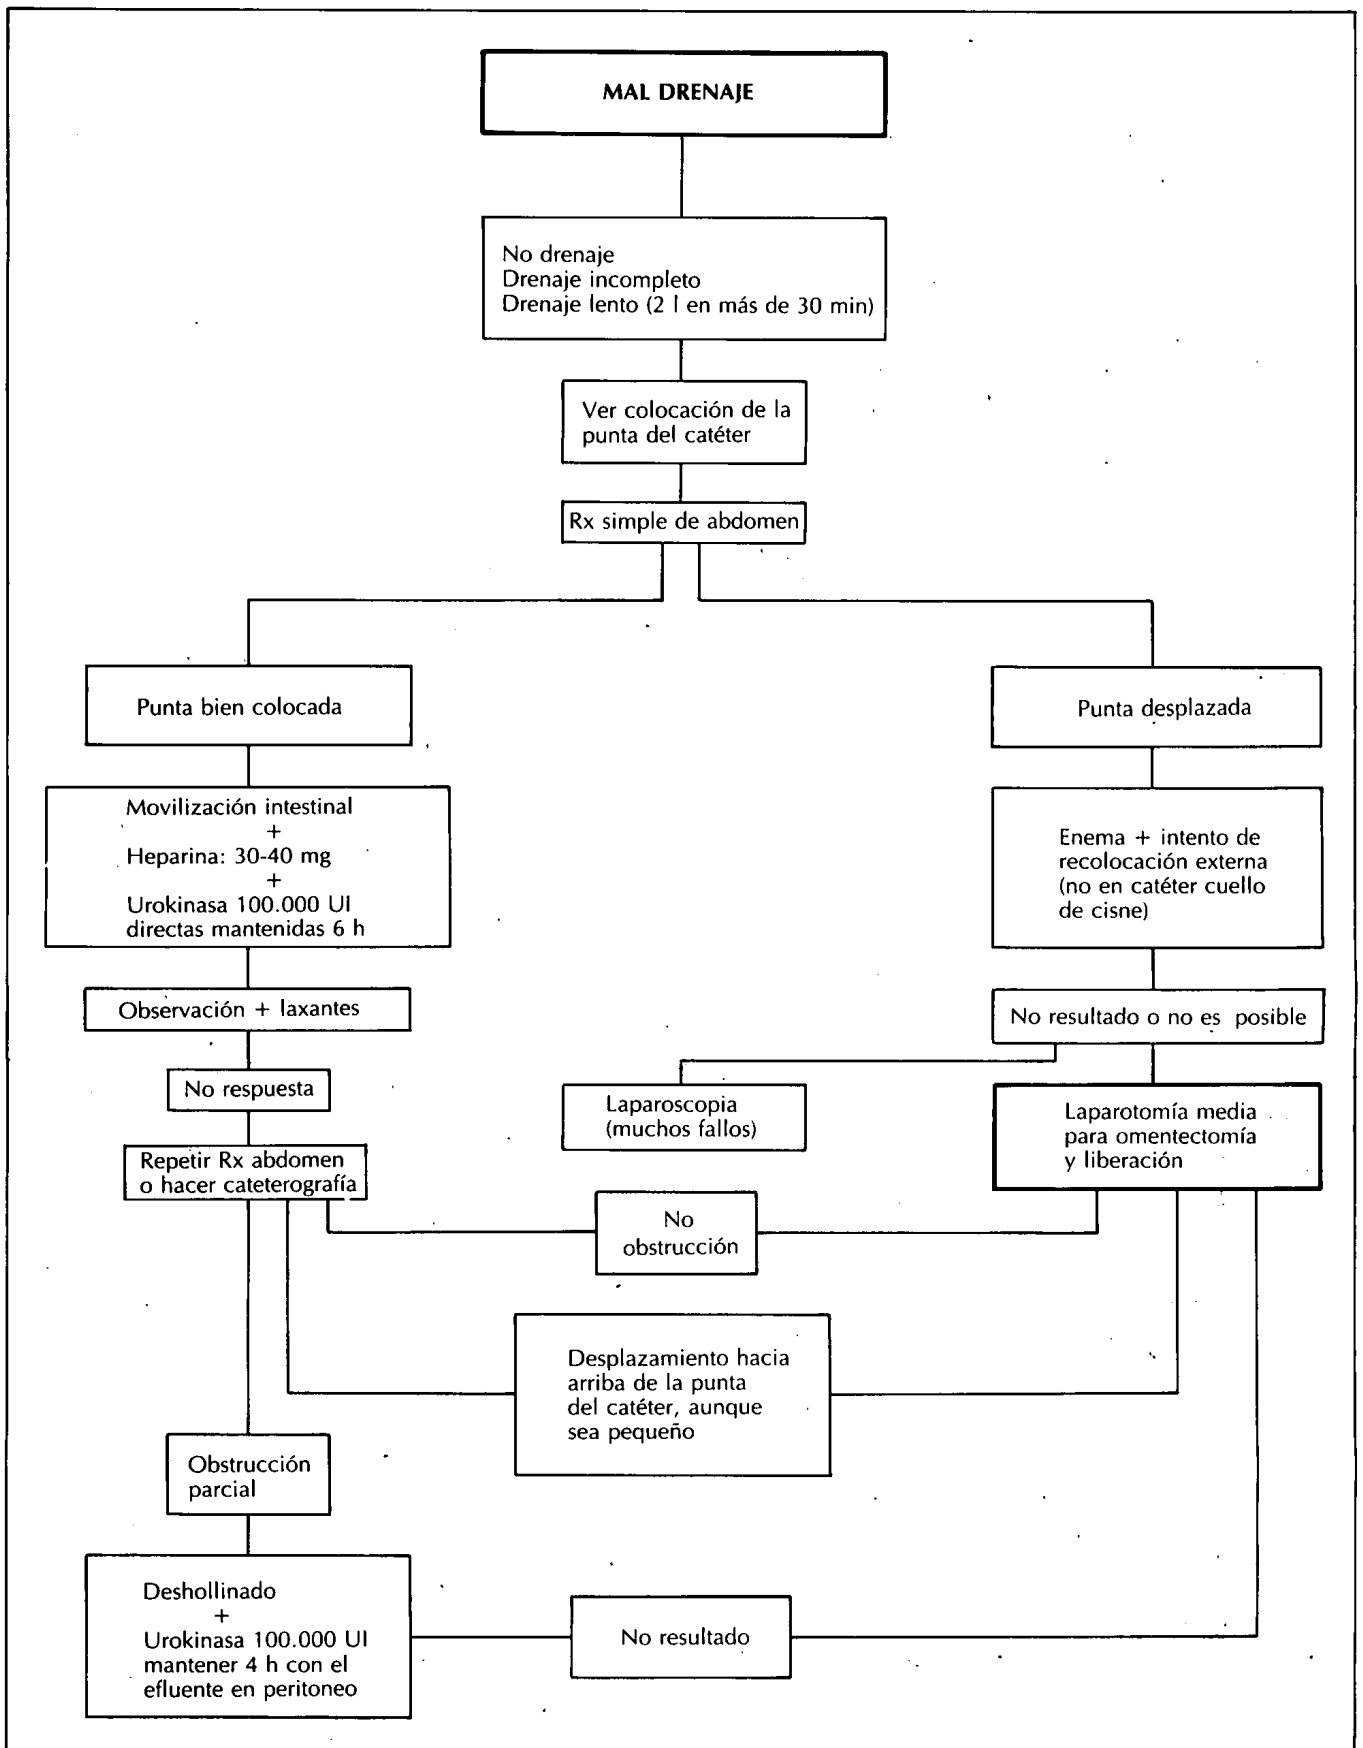 MAL DRENAJE
No drenaje
Drenaje incompleto
Drenaje lento (2 l en más de 30 min)
Ver colocación de la
punta del catéter
Rx simple de abdomen
Punta bien colocada
Punta desplazada
Movilización intestinal
+
Heparina: 30-40 mg
+
Urokinasa 100.000 UI
directas mantenidas 6 h
Enema + intento de
recolocación externa
(no en catéter cuello
de cisne)
Observación + laxantes
No resultado o no es posible
No respuesta
Laparoscopia
(muchos fallos)
Laparotomía media
para omentectomía
y liberación
Repetir Rx abdomen
o hacer cateterografía
No
obstrucción
Desplazamiento hacia
arriba de la punta
del catéter, aunque
sea pequeño
Obstrucción
parcial
Deshollinado
+
Urokinasa 100.000 UI
mantener 4 h con el
efluente en peritoneo
No resultado